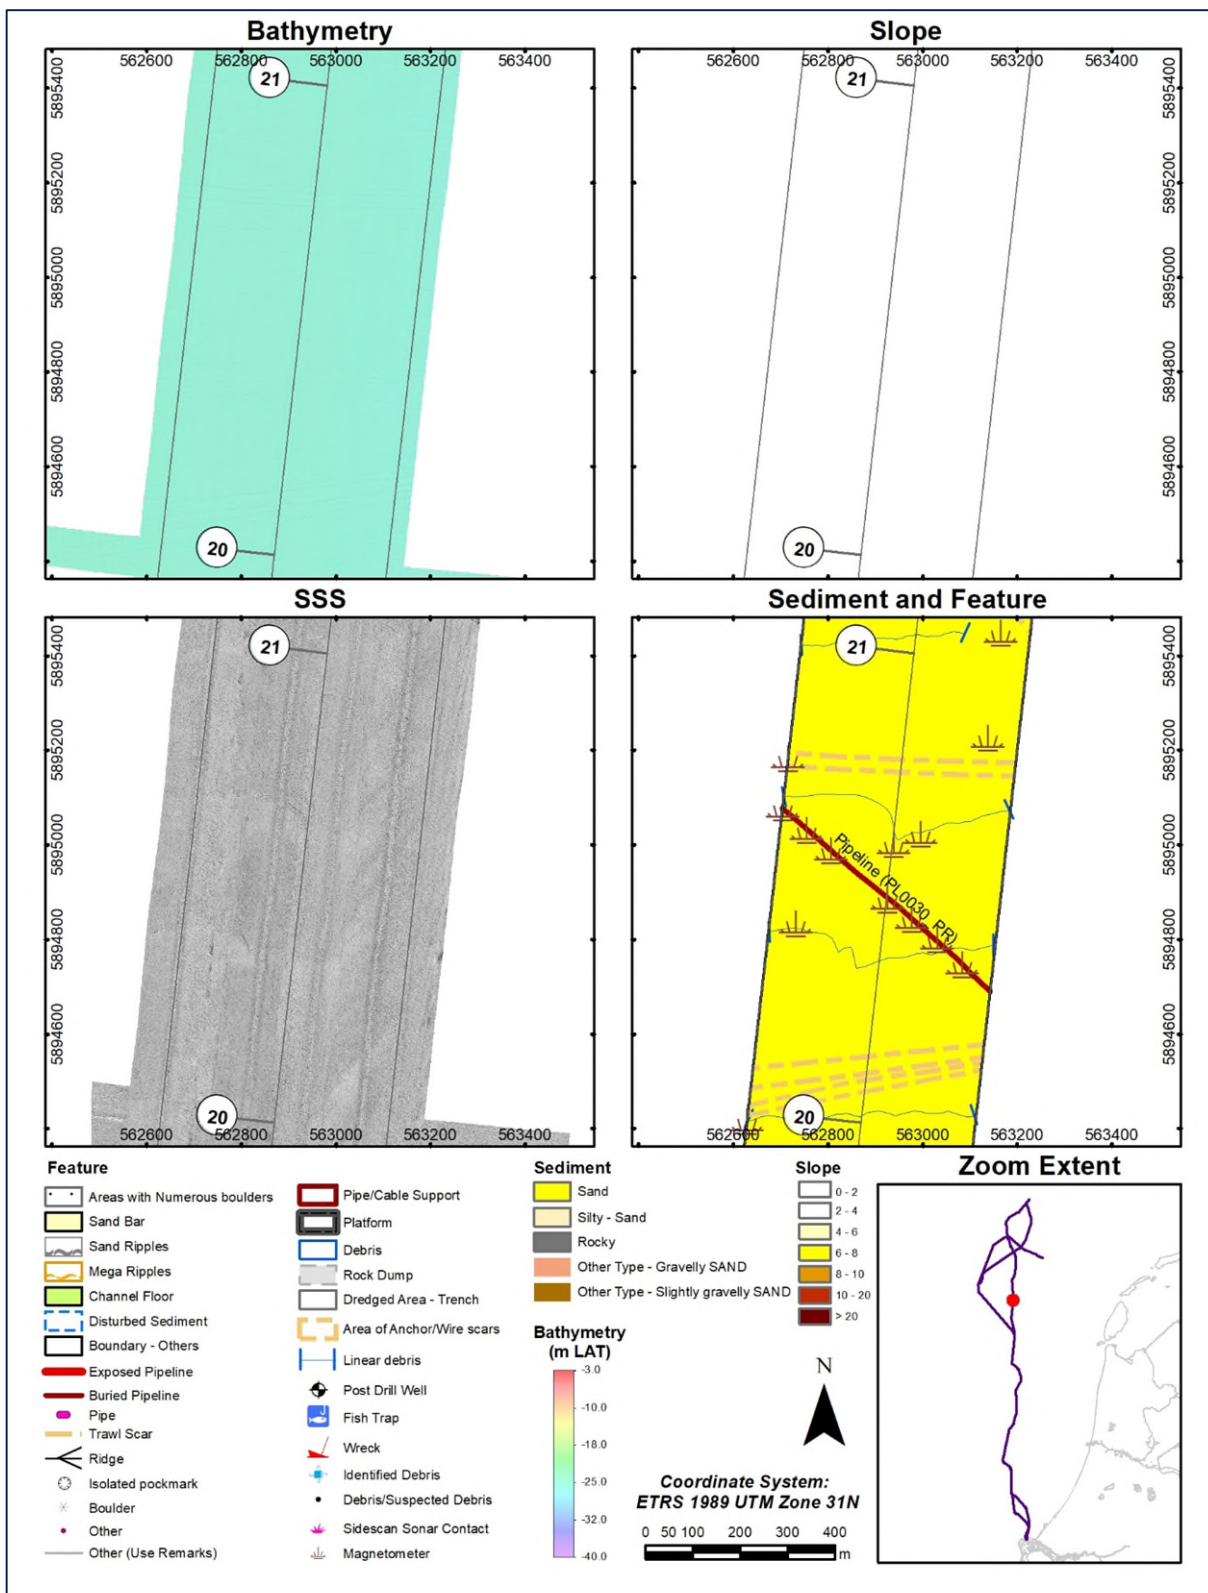 Bathymetry
562600 562800 563000 563200 563400
5895400
5895200
5895000
5894800
5894600
21
20
Slope
562600 562800 563000 563200 563400
5895400
5895200
5895000
5894800
5894600
21
20
SSS
5895400
5895200
5895000
5894800
5894600
21
20
562600 562800 563000 563200 563400
Sediment and Feature
5895400
5895200
5895000
5894800
5894600
21
Pipeline (PL0030_RR)
20
562600 562800 563000 563200 563400
Feature
Areas with Numerous boulders
Sand Bar
Sand Ripples
Mega Ripples
Channel Floor
Disturbed Sediment
Boundary - Others
Exposed Pipeline
Buried Pipeline
Pipe
Trawl Scar
Ridge
Isolated pockmark
Boulder
Other
Other (Use Remarks)
Pipe/Cable Support
Platform
Debris
Rock Dump
Dredged Area - Trench
Area of Anchor/Wire scars
Linear debris
Post Drill Well
Fish Trap
Wreck
Identified Debris
Debris/Suspected Debris
Sidescan Sonar Contact
Magnetometer
Sediment
Sand
Silty - Sand
Rocky
Other Type - Gravelly SAND
Other Type - Slightly gravelly SAND
Bathymetry
(m LAT)
-3.0
-10.0
-18.0
-25.0
-32.0
-40.0
Slope
0 - 2
2 - 4
4 - 6
6 - 8
8 - 10
10 - 20
> 20
N
Coordinate System:
ETRS 1989 UTM Zone 31N
0 50 100 200 300 400
m
Zoom Extent